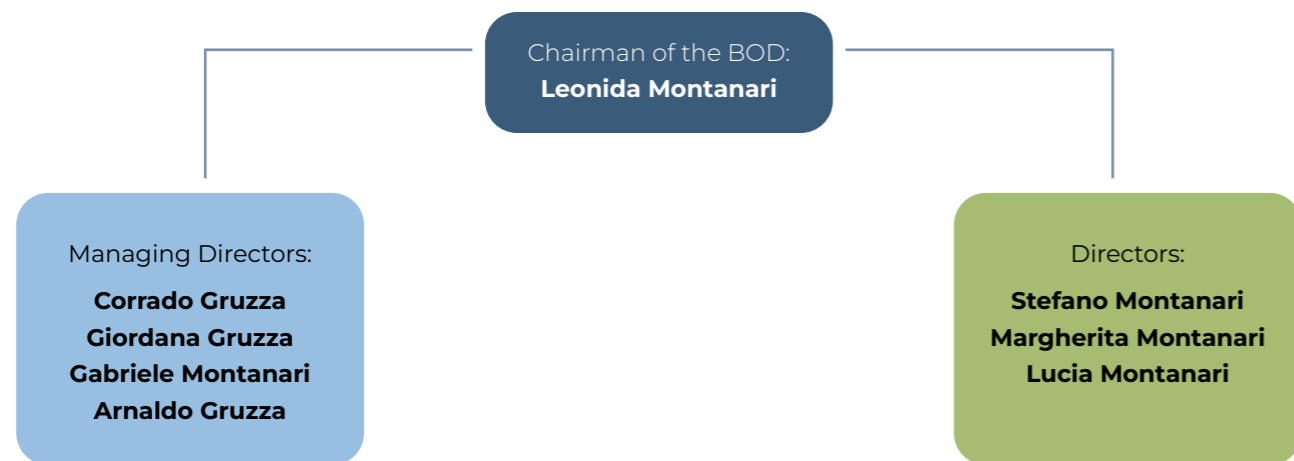 Chairman of the BOD:
Leonida Montanari
Managing Directors:
Corrado Gruzza
Giordana Gruzza
Gabriele Montanari
Arnaldo Gruzza
Directors:
Stefano Montanari
Margherita Montanari
Lucia Montanari